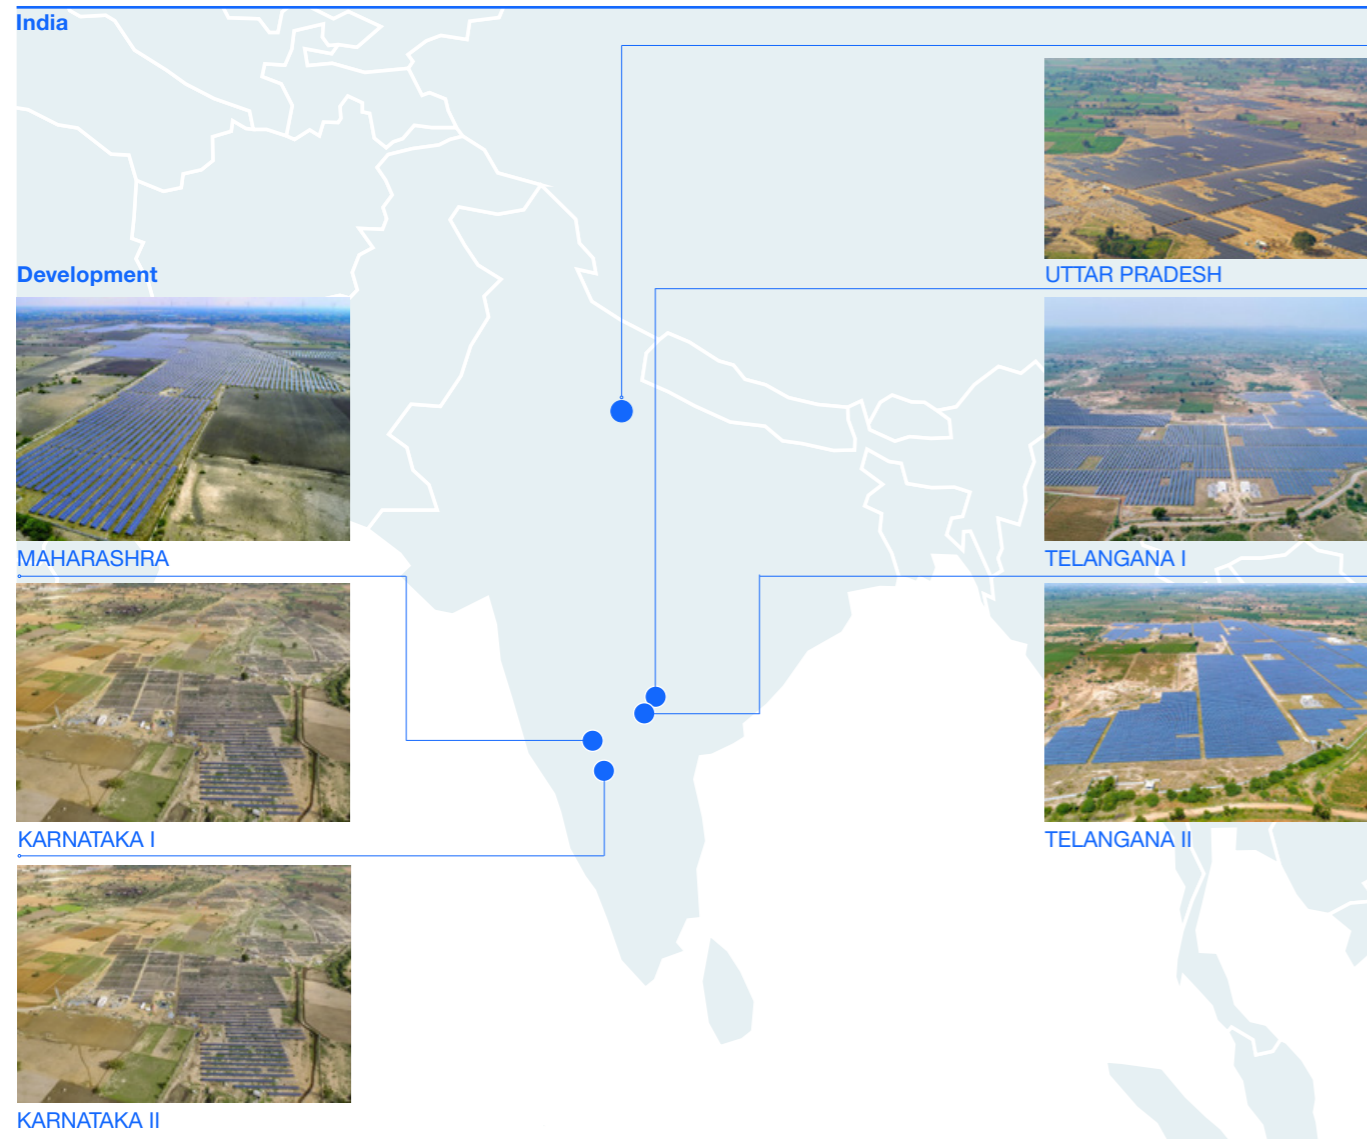 India
Development
MAHARASHRA
KARNATAKA I
KARNATAKA II
UTTAR PRADESH
TELANGANA I
TELANGANA II